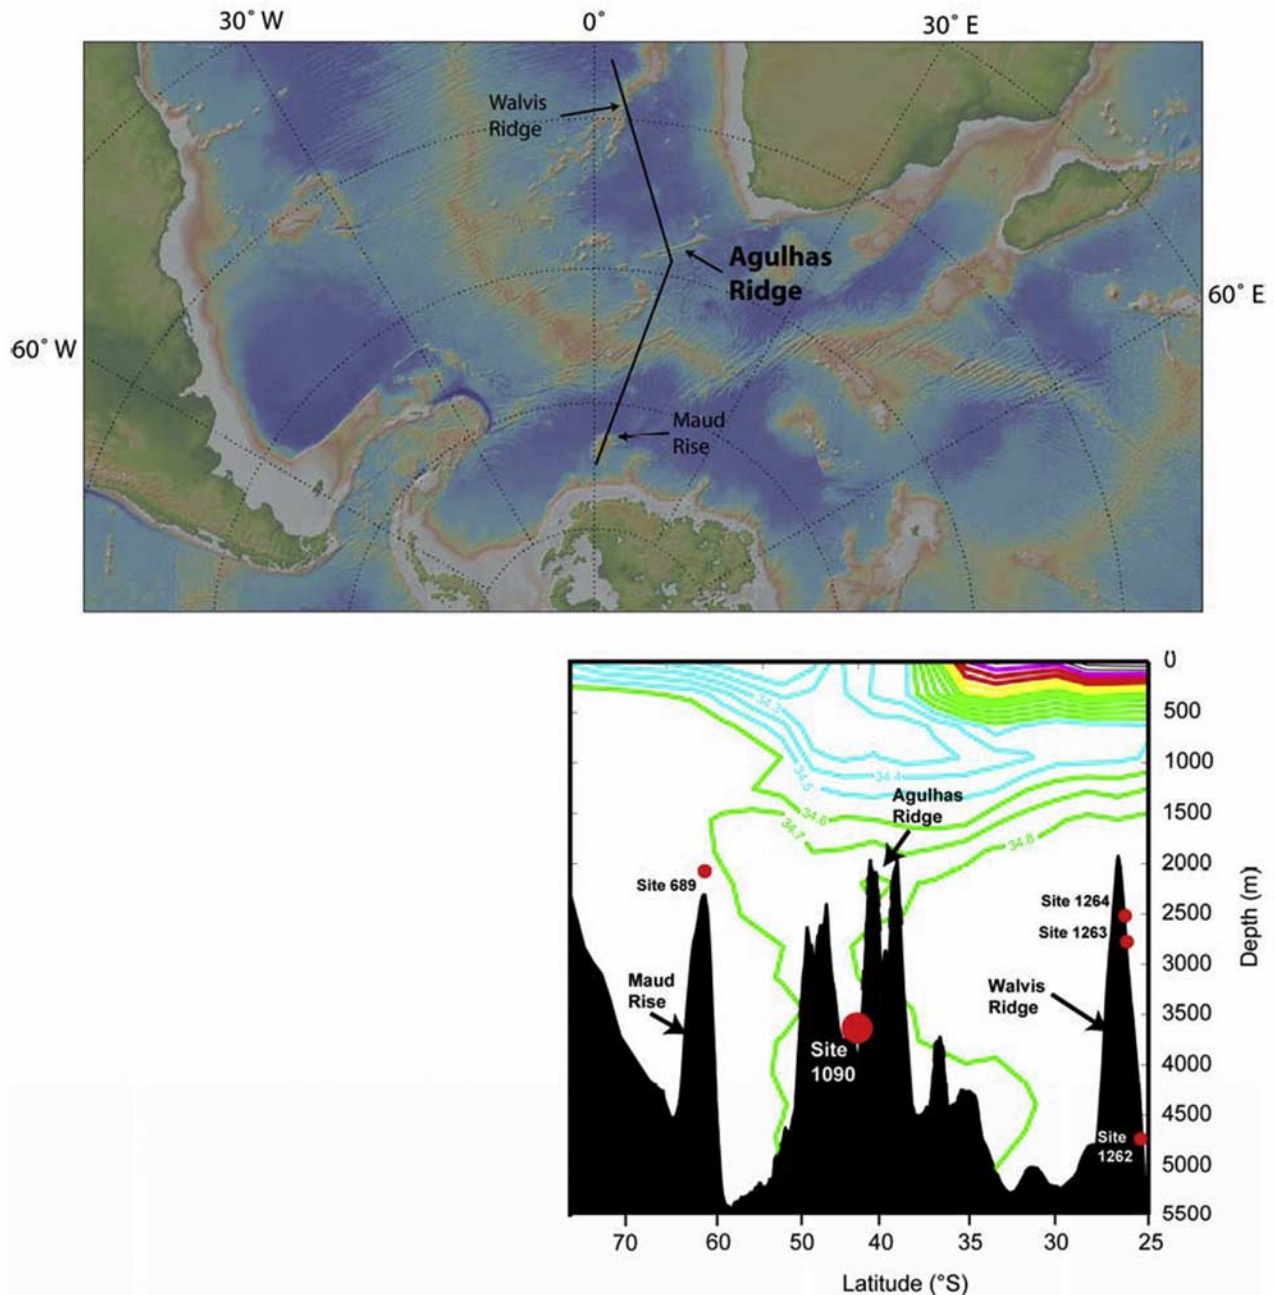 30° W
0°
30° E
Walvis
Ridge
Agulhas
Ridge
60° E
60° W
Maud
Rise
0
500
34.3
1000
34.5
34.4
Agulhas
Ridge
1500
34.6
34.7
34.8
2000
Site 689
Site 1264
2500
Site 1263
3000
Depth (m)
Maud
Rise
Walvis
Ridge
3500
Site
1090
4000
4500
Site
1262
5000
5500
70
60
50
40
35
30
25
Latitude (°S)